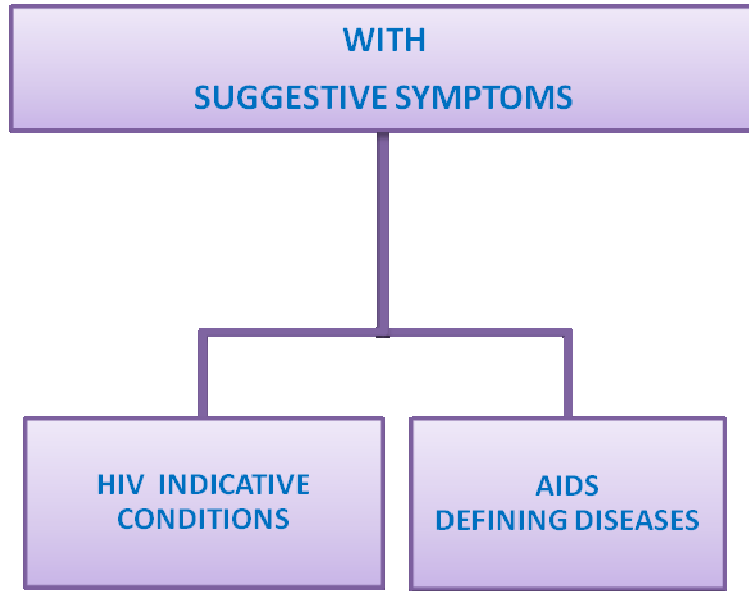 WITH
SUGGESTIVE SYMPTOMS
HIV INDICATIVE
CONDITIONS
AIDS
DEFINING DISEASES